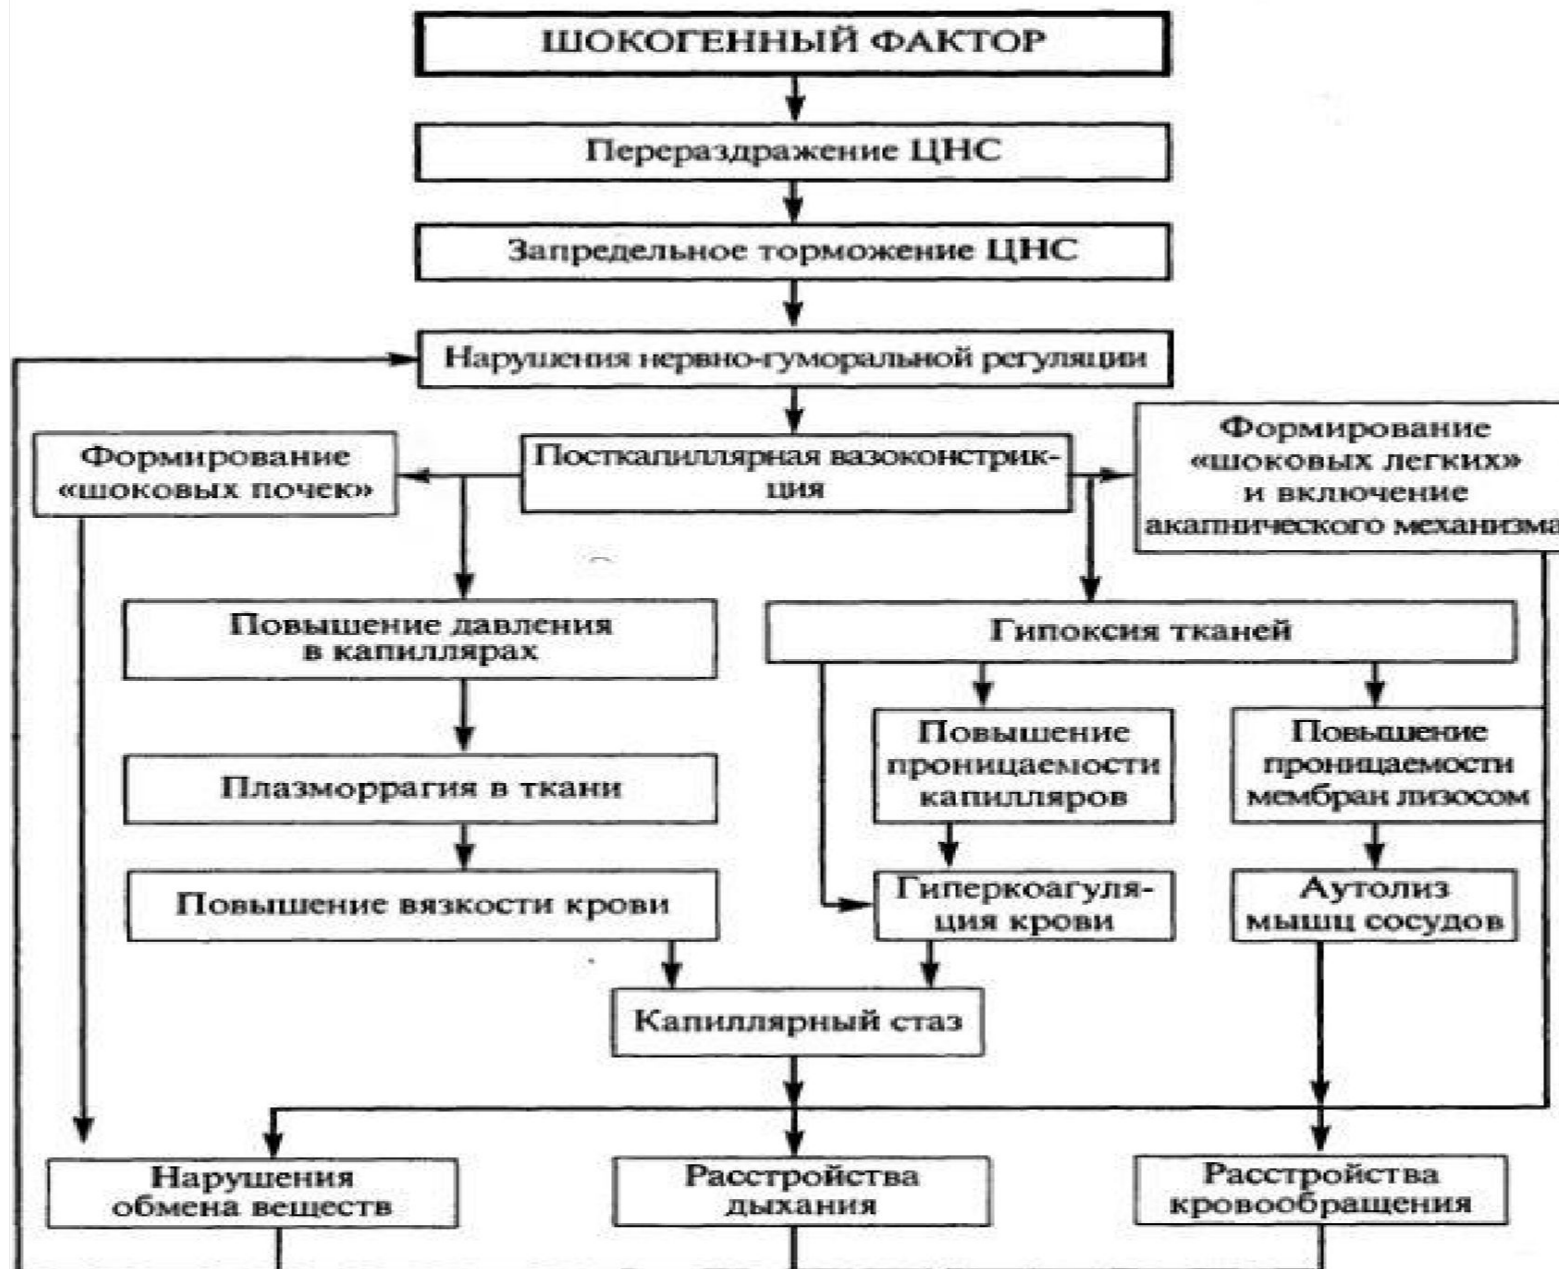 ШОКОГЕННЫЙ ФАКТОР
Перераздражение ЦНС
Запредельное торможение ЦНС
Нарушения нервно-гуморальной регуляции
Формирование
«шоковых почек»
Посткапиллярная вазоконстрик-
ция
Формирование
«шоковых легких»
и включение
акапнического механизма
Повышение давления
в капиллярах
Гипоксия тканей
Плазморрагия в ткани
Повышение
проницаемости
капилляров
Повышение
проницаемости
мембран лизосом
Повышение вязкости крови
Гиперкоагуля-
ция крови
Аутолиз
мышц сосудов
Капиллярный стаз
Нарушения
обмена веществ
Расстройства
дыхания
Расстройства
кровообращения